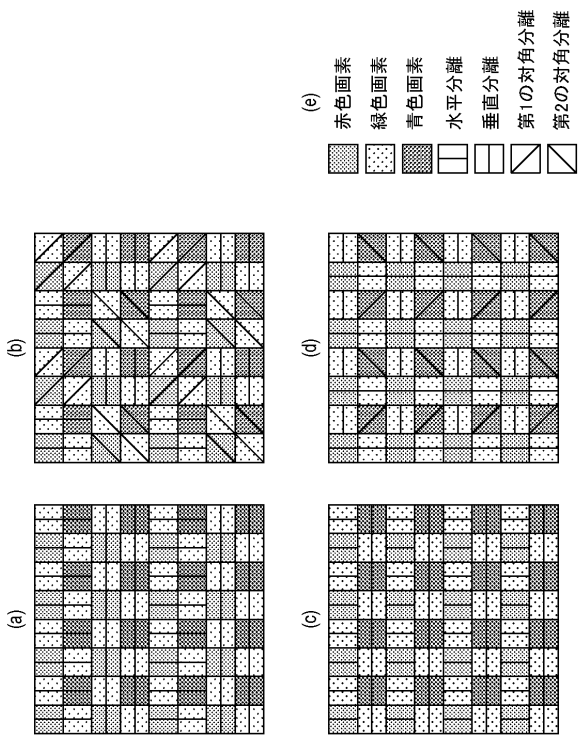 (a)
(b)
(c)
(d)
(e)
赤色画素
緑色画素
青色画素
水平分離
垂直分離
第1の対角分離
第2の対角分離